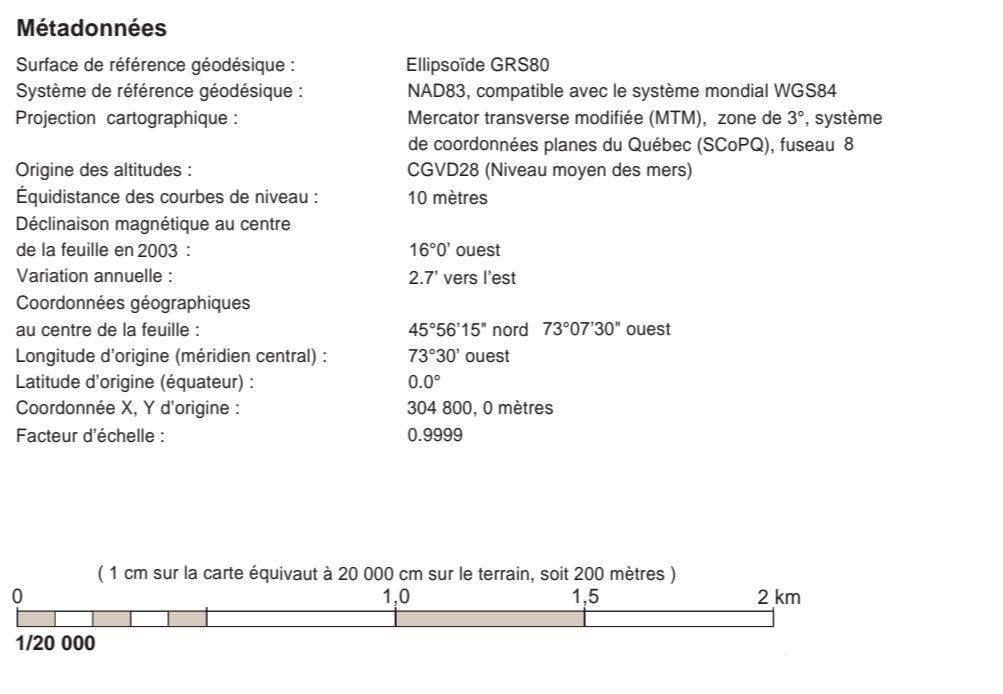 Métadonnées
Surface de référence géodésique : Ellipsoïde GRS80
Système de référence géodésique : NAD83, compatible avec le système mondial WGS84
Projection cartographique : Mercator transverse modifiée (MTM), zone de 3°, système
de coordonnées planes du Québec (SCoPQ), fuseau 8
Origine des altitudes : CGVD28 (Niveau moyen des mers)
Équidistance des courbes de niveau : 10 mètres
Déclinaison magnétique au centre
de la feuille en 2003 : 16°0' ouest
Variation annuelle : 2.7' vers l'est
Coordonnées géographiques
au centre de la feuille : 45°56'15" nord 73°07'30" ouest
Longitude d'origine (méridien central) : 73°30' ouest
Latitude d'origine (équateur) : 0.0°
Coordonnée X, Y d'origine : 304 800, 0 mètres
Facteur d'échelle : 0.9999
( 1 cm sur la carte équivaut à 20 000 cm sur le terrain, soit 200 mètres )
0 1,0 1,5 2 km
1/20 000